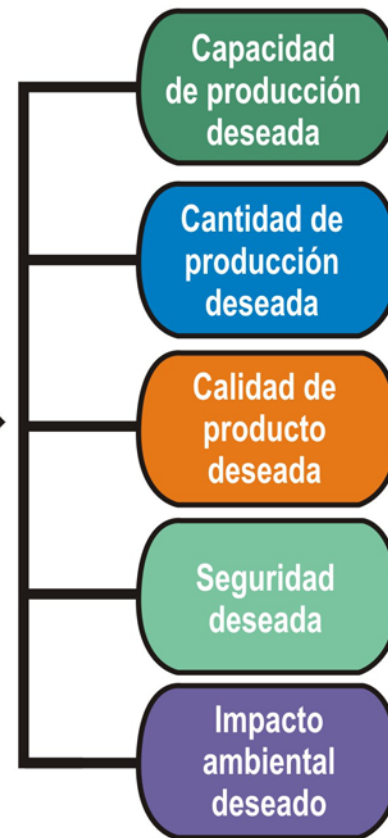 Capacidad
de producción
deseada
Cantidad de
producción
deseada
Calidad de
producto
deseada
Seguridad
deseada
Impacto
ambiental
deseado